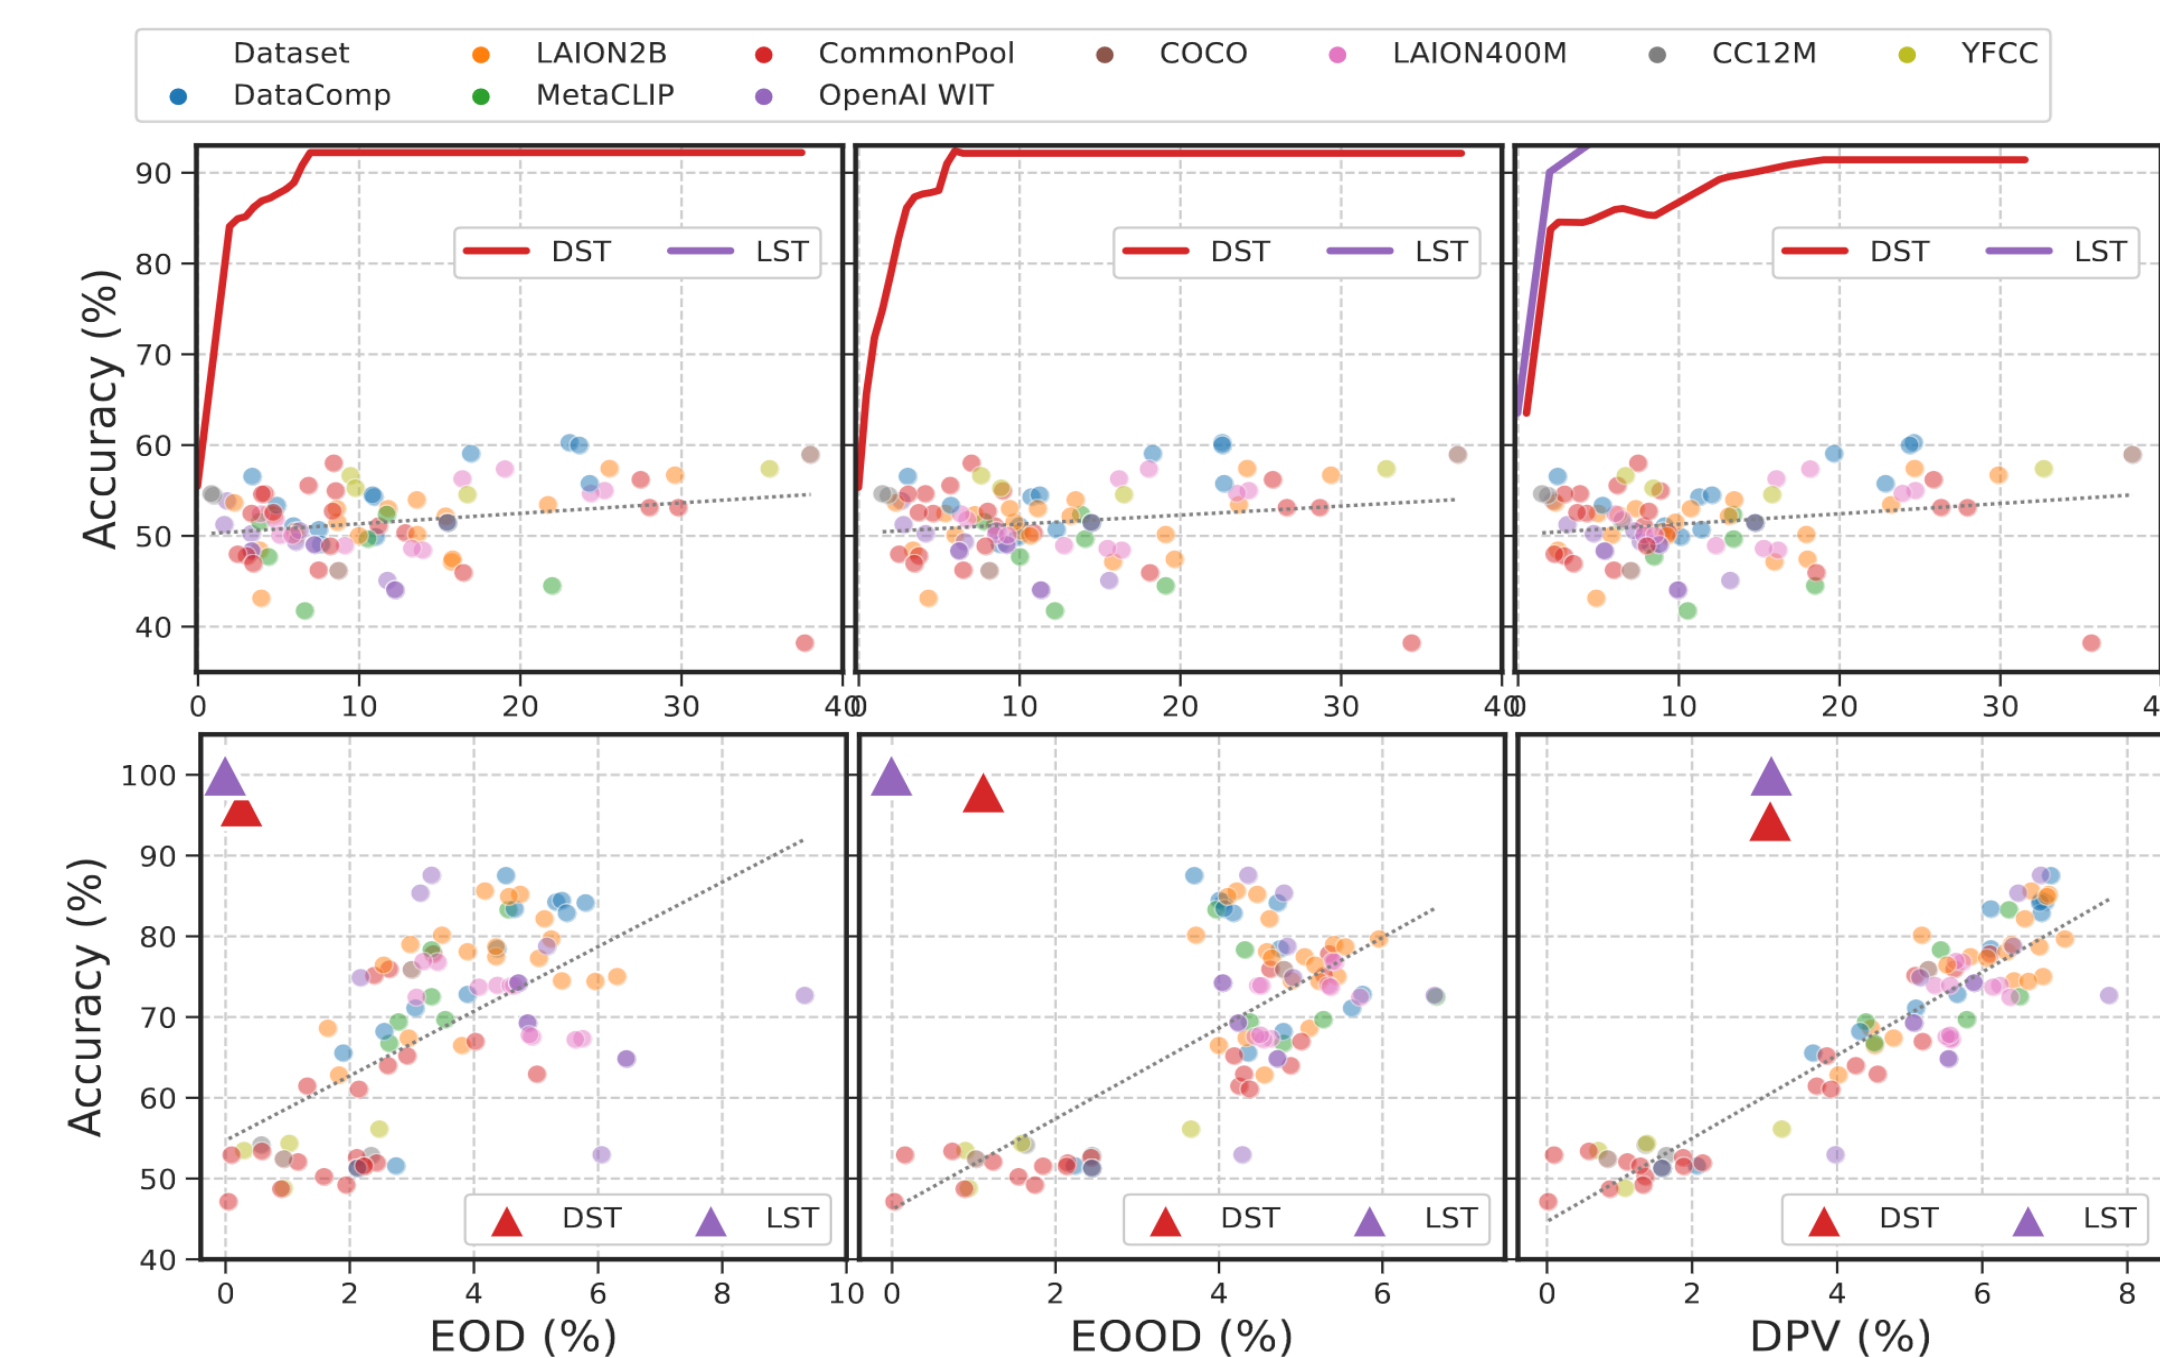 Dataset LAION2B CommonPool COCO LAION400M CC12M YFCC
DataComp MetaCLIP OpenAI WIT
Accuracy (%)
90
80
70
60
50
40
DST LST
DST LST
DST LST
0 10 20 30 40
0 10 20 30 40
0 10 20 30 4
Accuracy (%)
100
90
80
70
60
50
40
DST LST
DST LST
DST LST
0 2 4 6 8 10
0 2 4 6
0 2 4 6 8
EOD (%)
EOOD (%)
DPV (%)